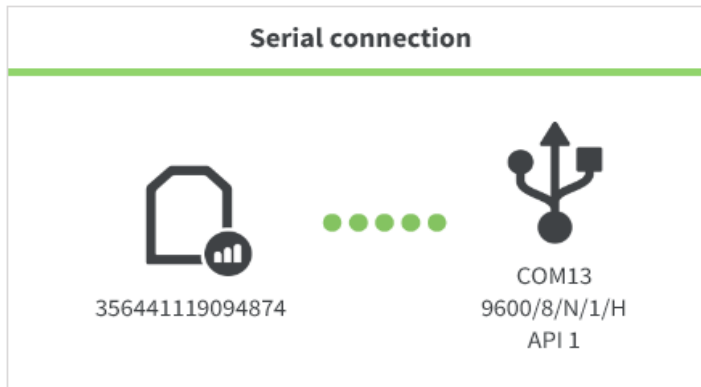 Serial connection
356441119094874
COM13
9600/8/N/1/H
API 1